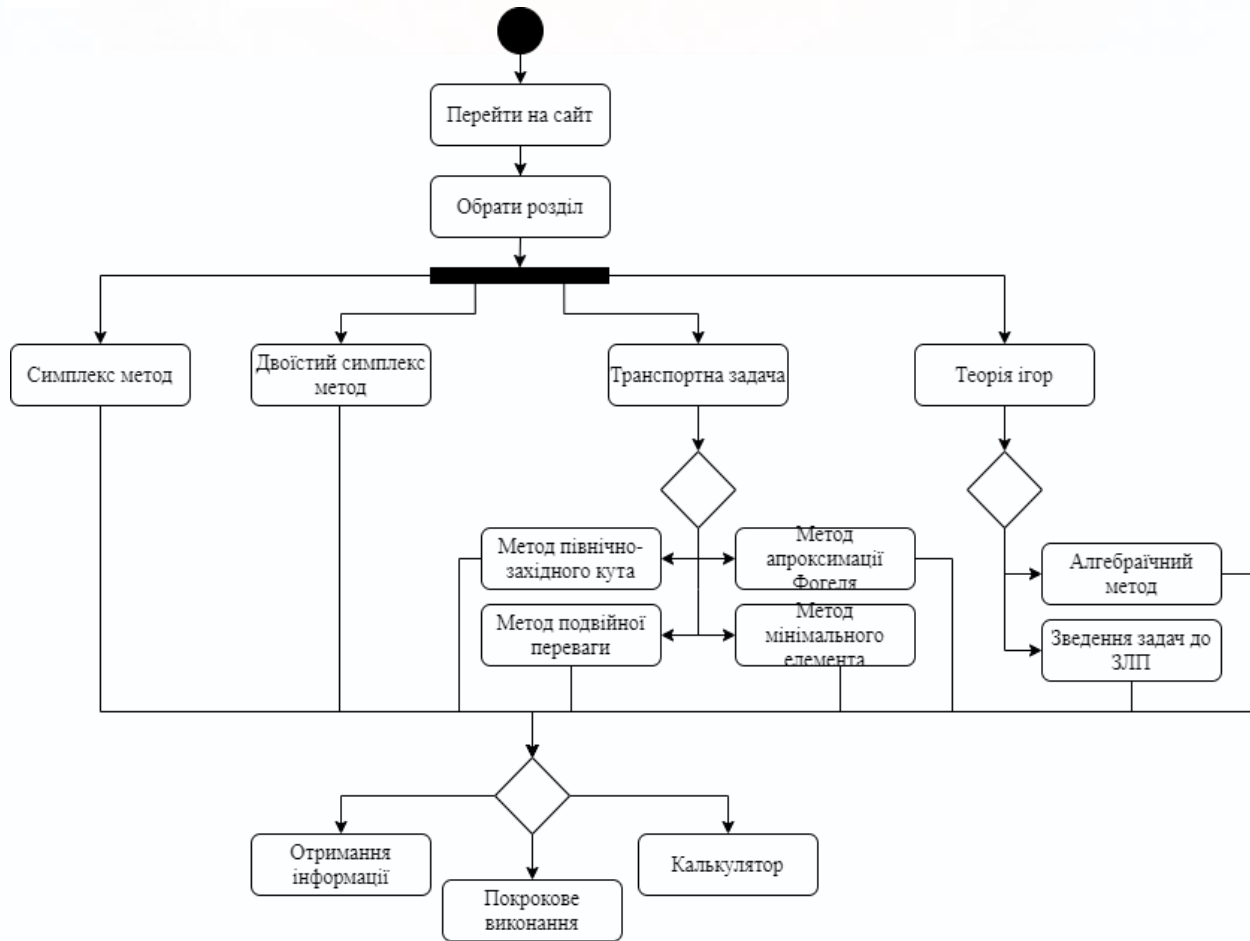 Перейти на сайт
Обрати розділ
Симплекс метод
Двоїстий симплекс
метод
Транспортна задача
Теорія ігор
Метод північно-
західного кута
Метод
апроксимації
Фогеля
Алгебраїчний
метод
Метод подвійної
переваги
Метод
мінімального
елемента
Зведення задач до
ЗЛП
Отримання
інформації
Покрокове
виконання
Калькулятор